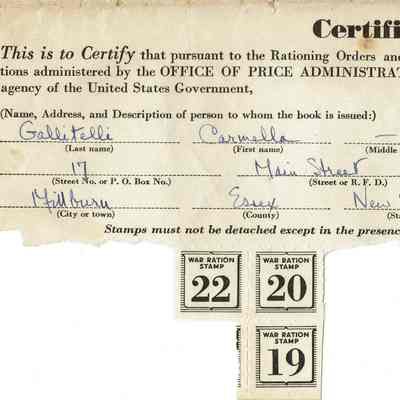 Certifi
This is to Certify that pursuant to the Rationing Orders and
tions administered by the OFFICE OF PRICE ADMINISTRAT
agency of the United States Government,
(Name, Address, and Description of person to whom the book is issued:)
Gallitelli Carmella —
(Last name) (First name) (Middle
17 Main Street
(Street No. or P. O. Box No.) (Street or R. F. D.)
Millburn Essex New
(City or town) (County) (Sta
Stamps must not be detached except in the presenc
WAR RATION STAMP 22
WAR RATION STAMP 20
WAR RATION STAMP 19